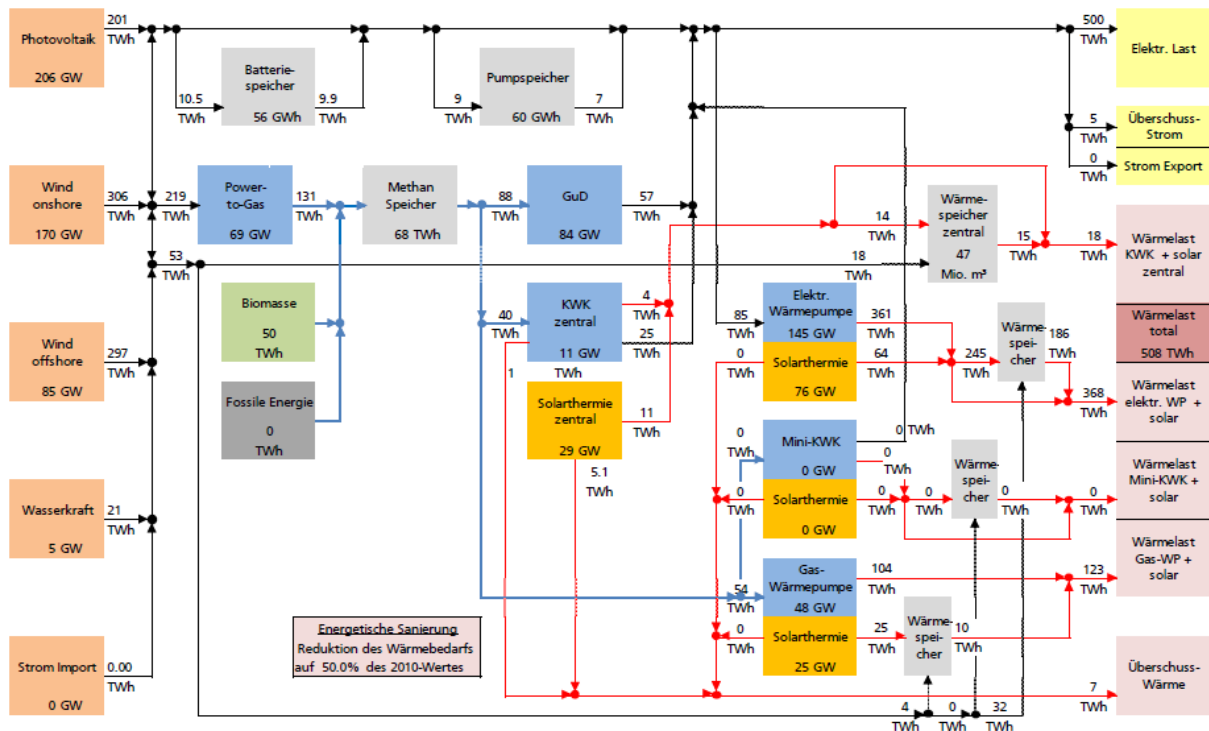 Photovoltaik
206 GW
201
TWh
Batterie-
speicher
56 GWh
10.5
TWh
9.9
TWh
Pumpspeicher
60 GWh
9
TWh
7
TWh
500
TWh
Elektr. Last
5
TWh
Überschuss-
Strom
0
TWh
Strom Export
Wind
onshore
170 GW
306
TWh
219
TWh
Power-
to-Gas
69 GW
131
TWh
Methan
Speicher
68 TWh
88
TWh
GuD
84 GW
57
TWh
53
TWh
14
TWh
18
TWh
Wärme-
speicher
zentral
47
Mio. m³
15
TWh
18
TWh
Wärmelast
KWK + solar
zentral
Biomasse
50
TWh
40
TWh
KWK
zentral
11 GW
TWh
4
TWh
25
TWh
1
85
TWh
Elektr.
Wärmepumpe
145 GW
361
TWh
0
TWh
Solarthermie
76 GW
64
TWh
245
TWh
Wärme-
spei-
cher
186
TWh
Wärmelast
total
508 TWh
368
TWh
Wärmelast
elektr. WP +
solar
Wind
offshore
85 GW
297
TWh
Fossile Energie
0
TWh
Solarthermie
zentral
29 GW
11
TWh
5.1
TWh
0
TWh
Mini-KWK
0 GW
0 TWh
0
TWh
0
TWh
Solarthermie
0 GW
0
TWh
0
TWh
Wärme-
spei-
cher
0
TWh
0
TWh
Wärmelast
Mini-KWK +
solar
Wasserkraft
5 GW
21
TWh
54
TWh
Gas-
Wärmepumpe
48 GW
104
TWh
123
TWh
Wärmelast
Gas-WP +
solar
0
TWh
Solarthermie
25 GW
25
TWh
Wärme-
spei-
cher
10
TWh
Energetische Sanierung
Reduktion des Wärmebedarfs
auf 50.0% des 2010-Wertes
Strom Import
0 GW
0.00
TWh
7
TWh
Überschuss-
Wärme
4
TWh
0
TWh
32
TWh